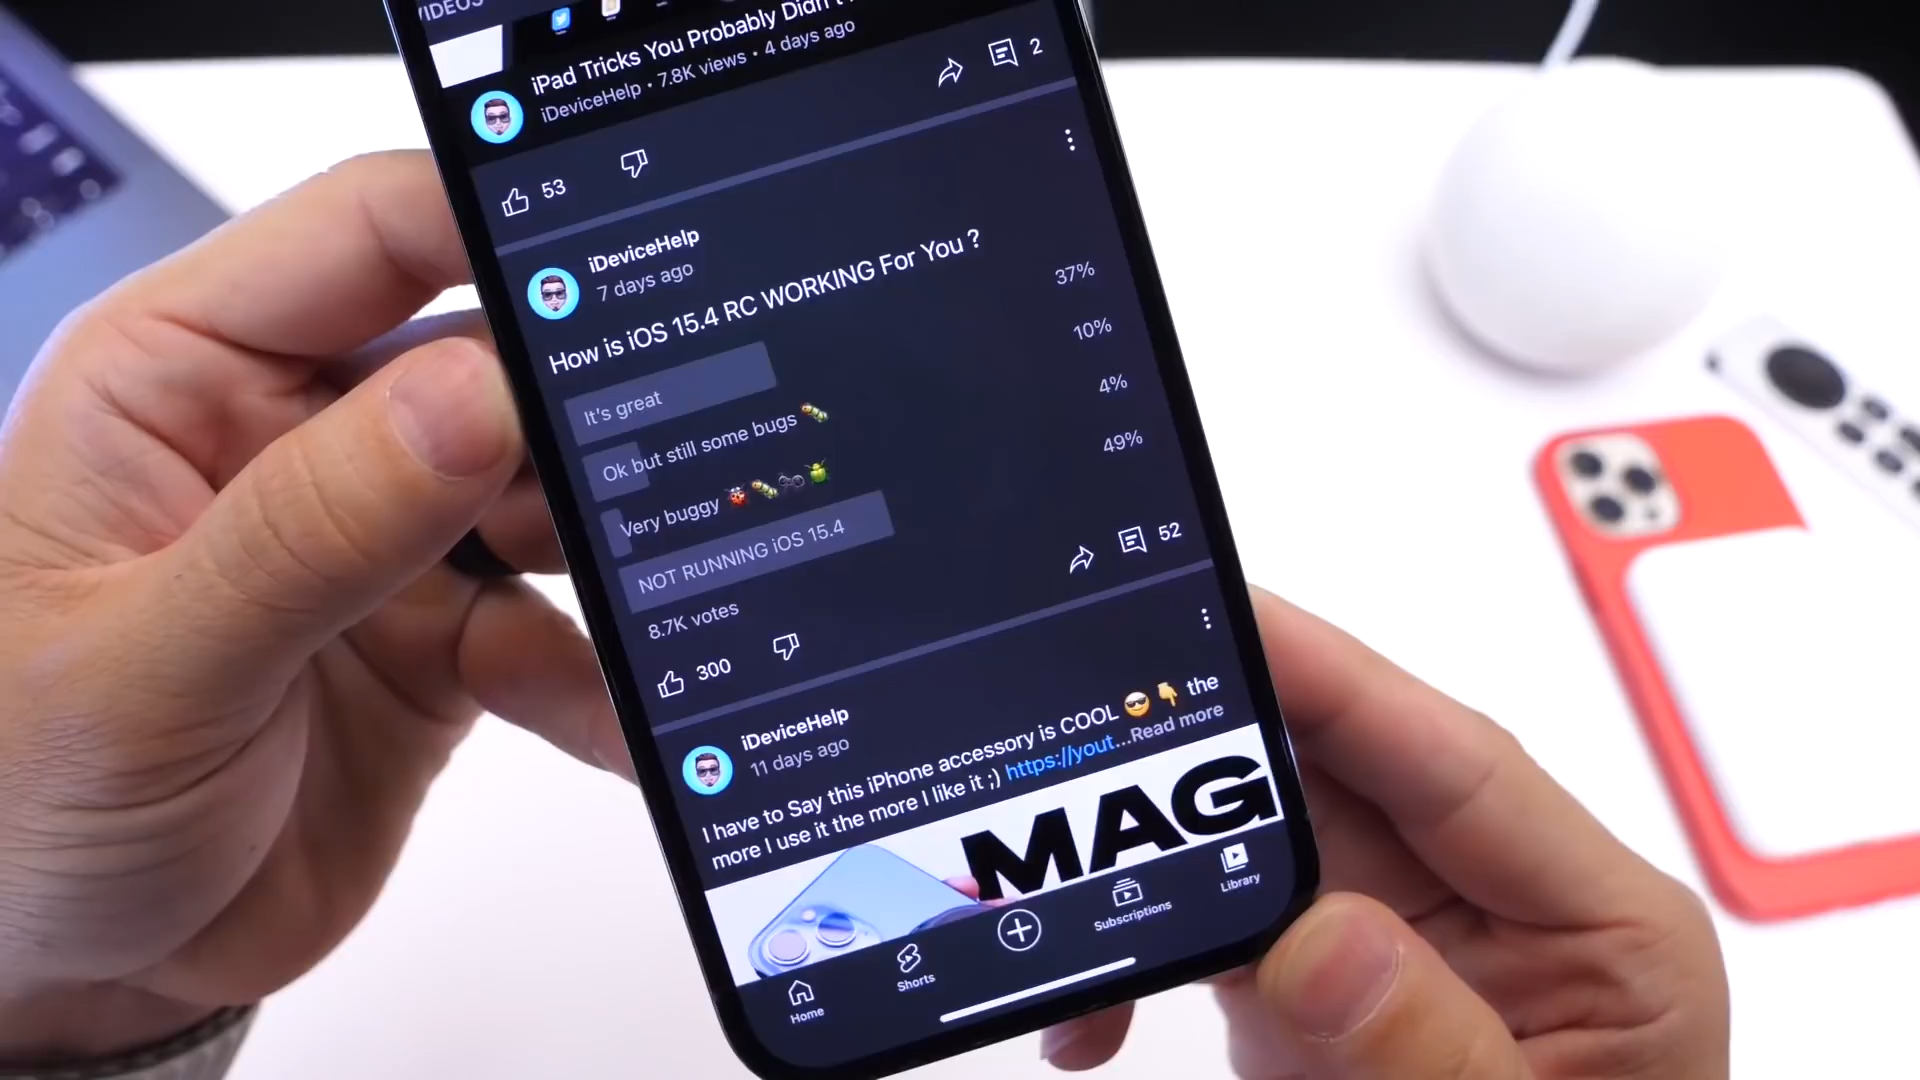 VIDEOS
iPad Tricks You Probably Didn't
iDeviceHelp • 7.8K views • 4 days ago
2
53
iDeviceHelp
7 days ago
How is iOS 15.4 RC WORKING For You ?
It's great
37%
Ok but still some bugs 🐛
10%
Very buggy 🐞🐛🐜🪲
4%
NOT RUNNING iOS 15.4
49%
8.7K votes
52
300
iDeviceHelp
11 days ago
I have to Say this iPhone accessory is COOL 😎👇 the
more I use it the more I like it ;) https://yout...Read more
MAG
Home
Shorts
Subscriptions
Library